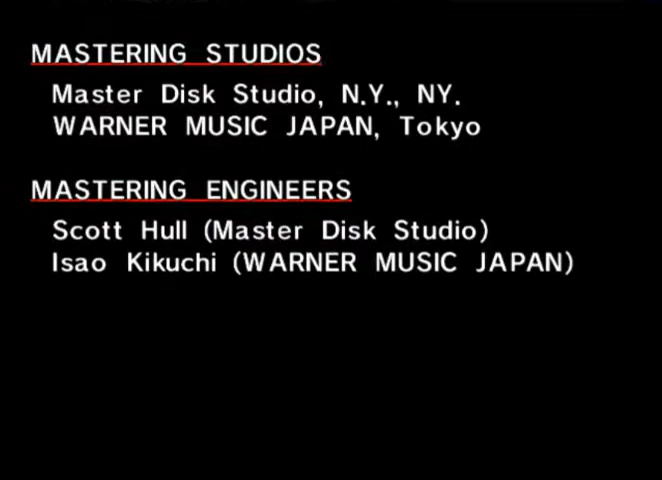 MASTERING STUDIOS
Master Disk Studio, N.Y., NY.
WARNER MUSIC JAPAN, Tokyo
MASTERING ENGINEERS
Scott Hull (Master Disk Studio)
Isao Kikuchi (WARNER MUSIC JAPAN)